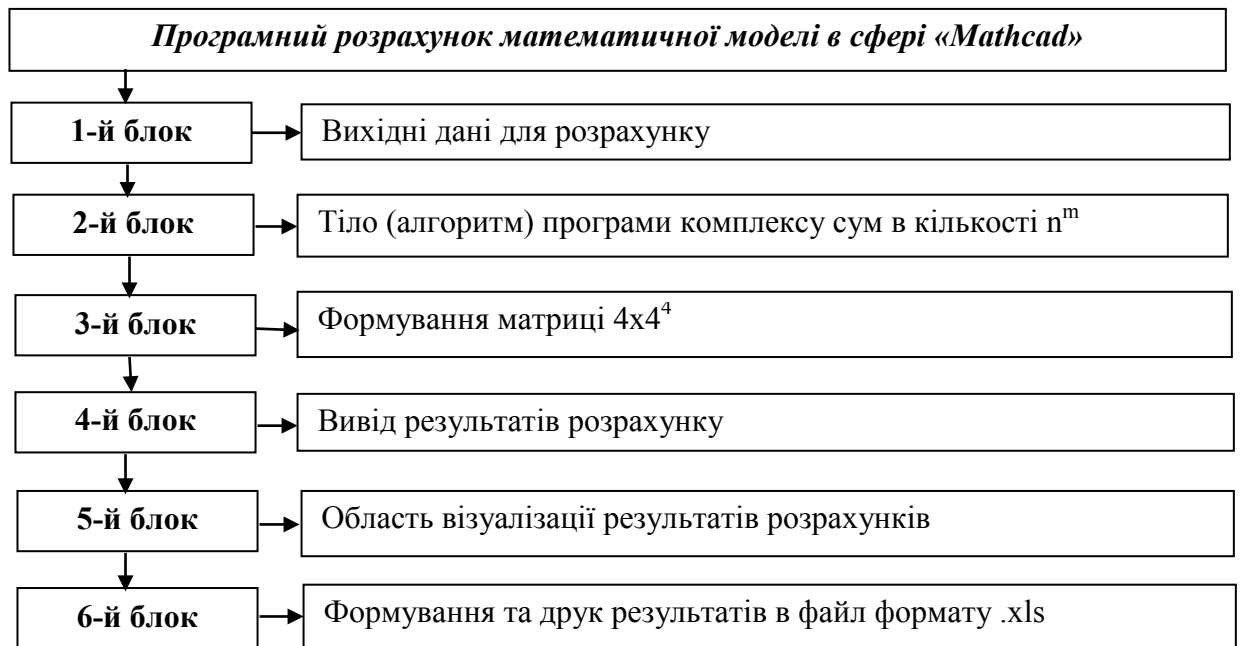 Програмний розрахунок математичної моделі в сфері «Mathcad»
1-й блок
Вихідні дані для розрахунку
2-й блок
Тіло (алгоритм) програми комплексу сум в кількості n^m
3-й блок
Формування матриці 4х4^4
4-й блок
Вивід результатів розрахунку
5-й блок
Область візуалізації результатів розрахунків
6-й блок
Формування та друк результатів в файл формату .xls